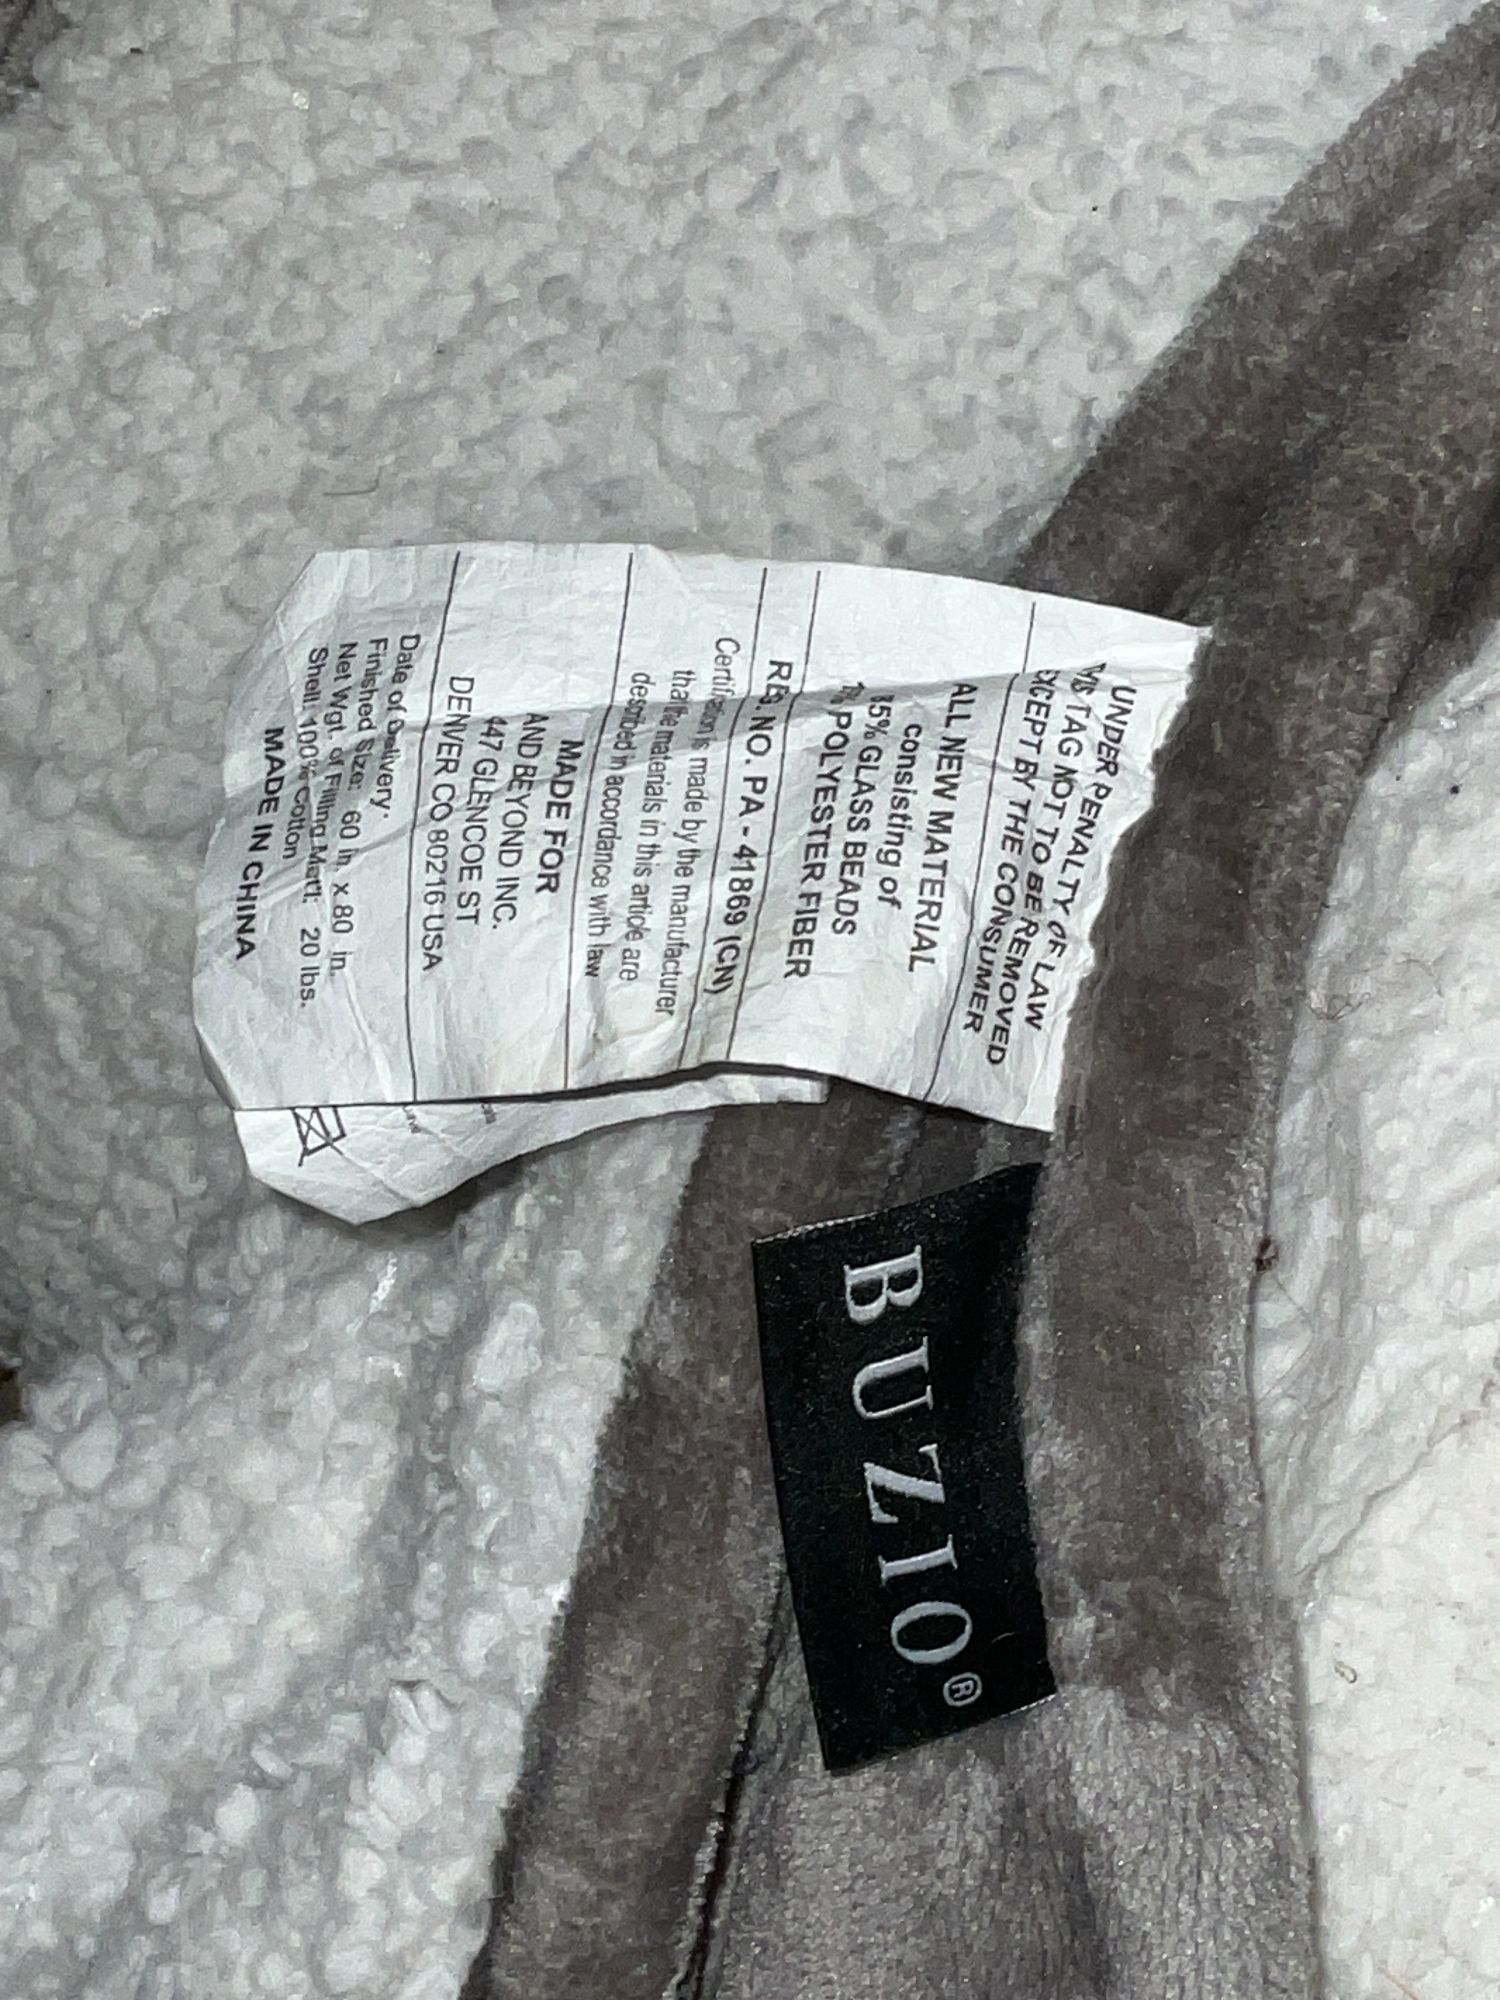 UNDER PENALTY OF LAW
TAG NOT TO BE REMOVED
EXCEPT BY THE CONSUMER
ALL NEW MATERIAL
consisting of
GLASS BEADS
POLYESTER FIBER
REG. NO. PA - 41869 (CN)
Certification is made by the manufacturer
that the materials in this article are
described in accordance with law
MADE FOR
AND BEYOND INC.
447 GLENCOE ST
DENVER CO 80216 USA
Date of Delivery:
Finished Size: 60 in. x 80 in.
Net Wgt. of Filling Mat'l: 20 lbs.
Shell: 100% Cotton
MADE IN CHINA
BUZIO®